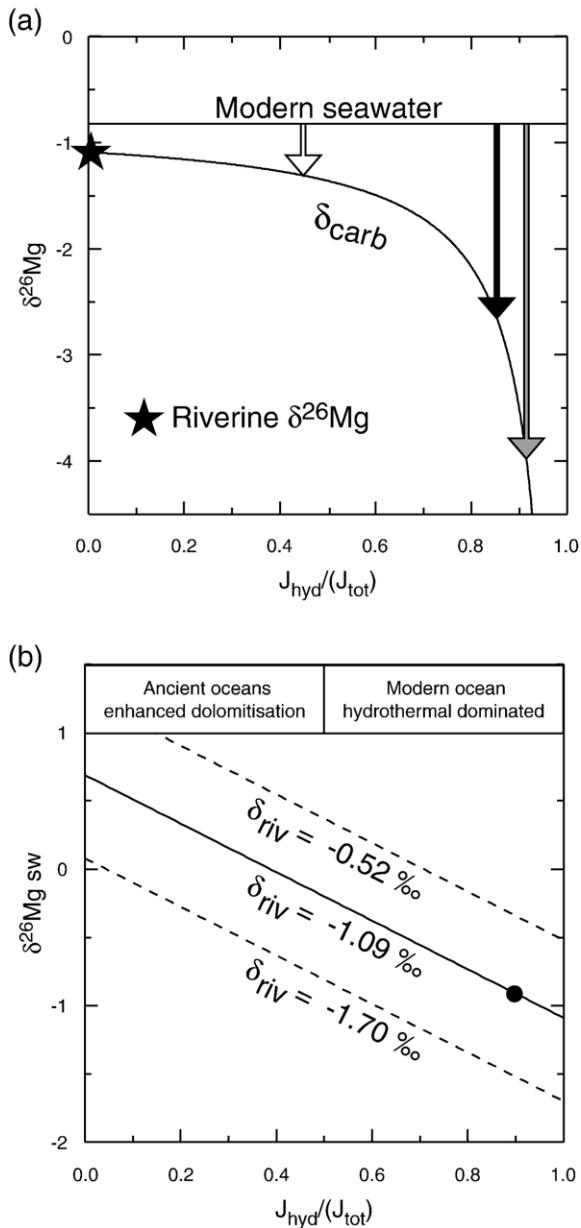 (a)
0
-1
-2
-3
-4
δ²⁶Mg
Modern seawater
δcarb
★ Riverine δ²⁶Mg
0.0 0.2 0.4 0.6 0.8 1.0
Jhyd/(Jtot)
(b)
Ancient oceans
enhanced dolomitisation
Modern ocean
hydrothermal dominated
1
0
-1
-2
δ²⁶Mg sw
δriv = -0.52 ‰
δriv = -1.09 ‰
δriv = -1.70 ‰
0.0 0.2 0.4 0.6 0.8 1.0
Jhyd/(Jtot)